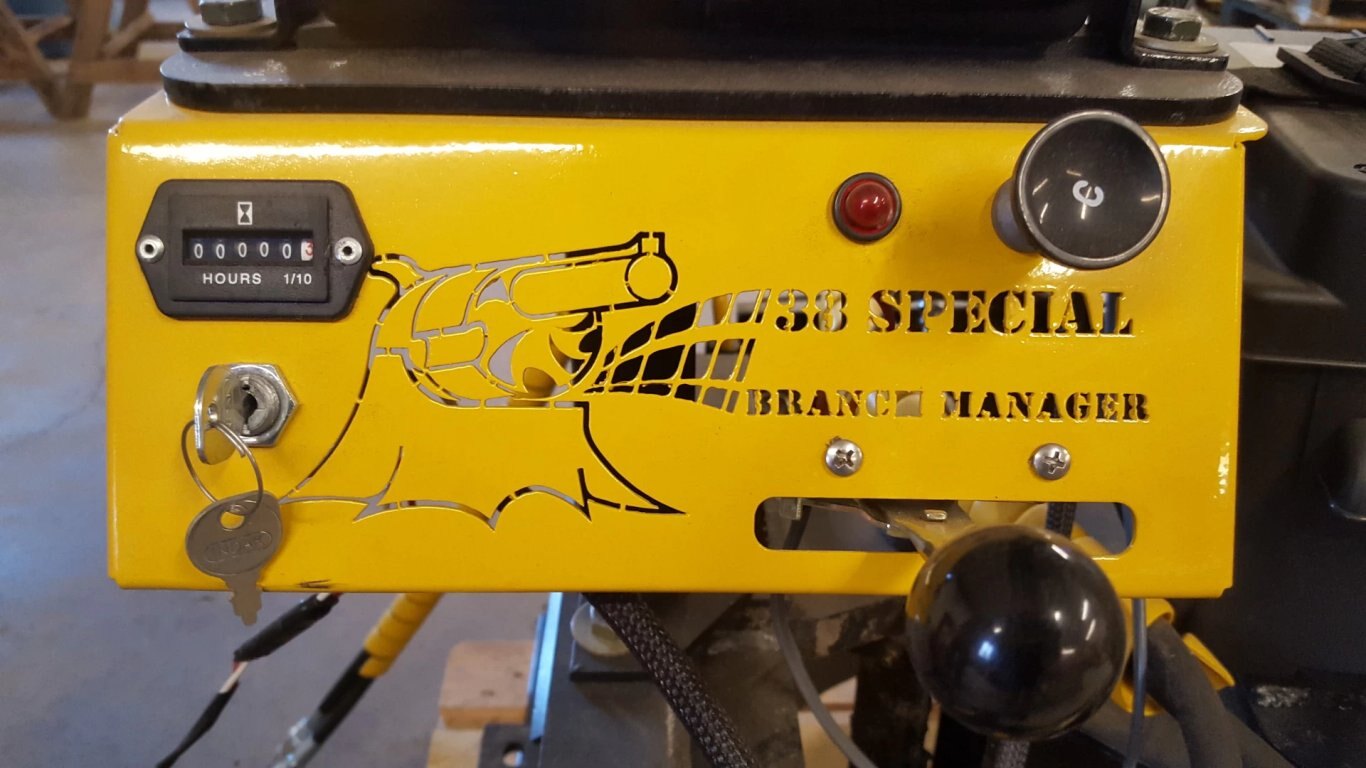 000003
HOURS 1/10
38 SPECIAL
BRANCH MANAGER
C